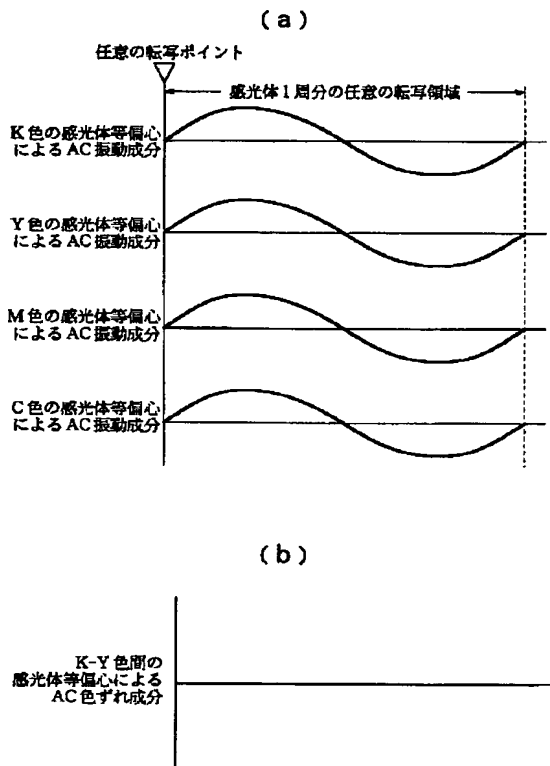 (a)
任意の転写ポイント
感光体1周分の任意の転写領域
K色の感光体等偏心
によるAC振動成分
Y色の感光体等偏心
によるAC振動成分
M色の感光体等偏心
によるAC振動成分
C色の感光体等偏心
によるAC振動成分
(b)
K-Y色間の
感光体等偏心による
AC色ずれ成分